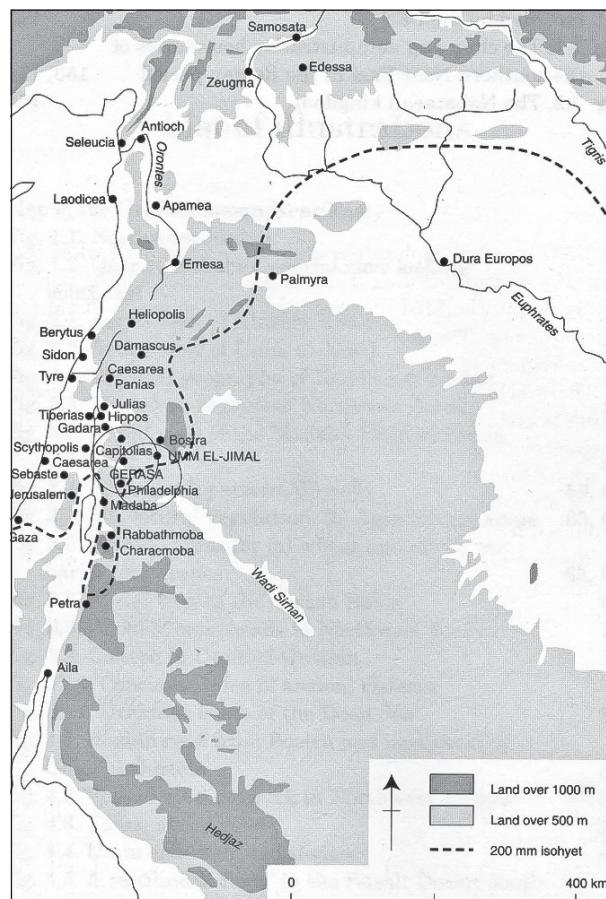 Samosata
Edessa
Zeugma
Antioch
Seleucia
Orontes
Tigris
Laodicea
Apamea
Emesa
Dura Europos
Palmyra
Euphrates
Heliopolis
Berytus
Damascus
Sidon
Caesarea
Panias
Tyre
Julias
Tiberias
Hippos
Gadara
Bostra
Scythopolis
Capitolias
UMM EL-JIMAL
Caesarea
GERASA
Sebaste
Philadelphia
Jerusalem
Madaba
Gaza
Rabbathmoba
Characmoba
Wadi Sirhan
Petra
Aila
Hedjaz
Land over 1000 m
Land over 500 m
200 mm isohyet
0 400 km